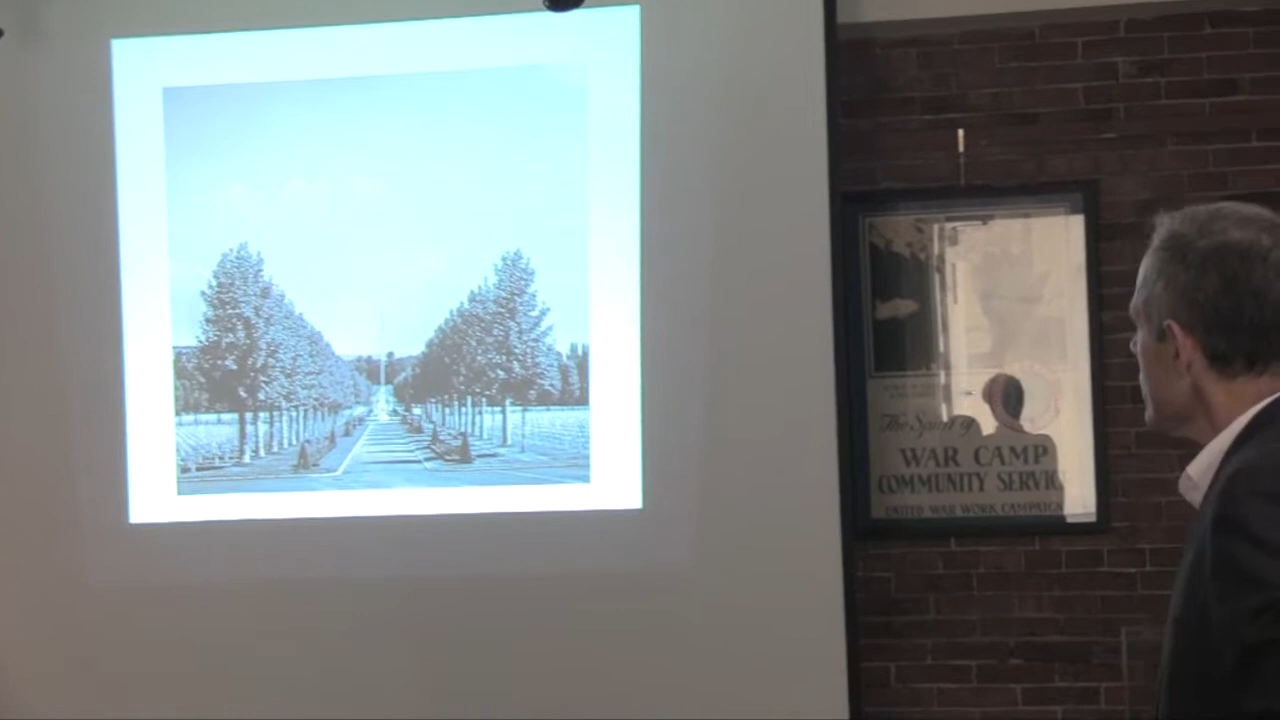 The Spirit of
WAR CAMP
COMMUNITY SERVIC
UNITED WAR WORK CAMPAIGN